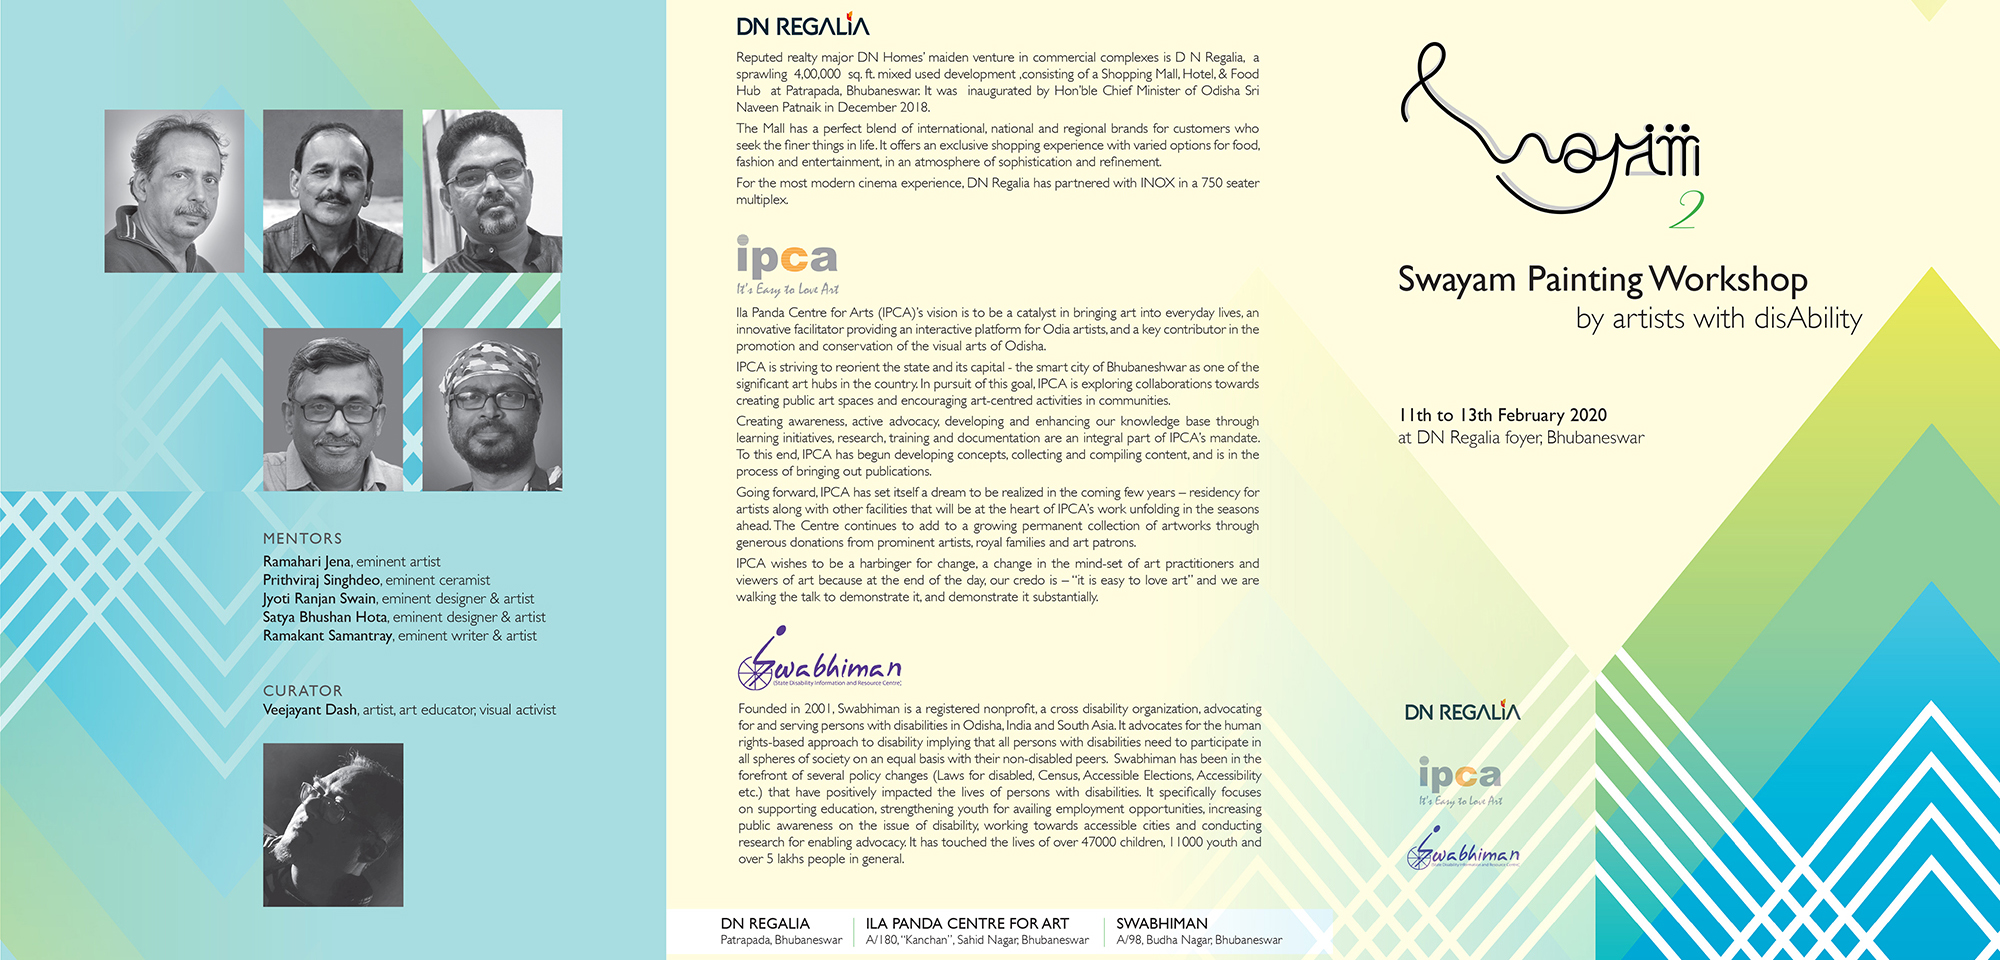 MENTORS
Ramahari Jena, eminent artist
Prithviraj Singhdeo, eminent ceramist
Jyoti Ranjan Swain, eminent designer & artist
Satya Bhushan Hota, eminent designer & artist
Ramakant Samantray, eminent writer & artist
CURATOR
Veejayant Dash, artist, art educator, visual activist
DN REGALIA
Reputed realty major DN Homes' maiden venture in commercial complexes is D N Regalia, a
sprawling 4,00,000 sq. ft. mixed used development ,consisting of a Shopping Mall, Hotel, & Food
Hub at Patrapada, Bhubaneswar. It was inaugurated by Hon'ble Chief Minister of Odisha Sri
Naveen Patnaik in December 2018.
The Mall has a perfect blend of international, national and regional brands for customers who
seek the finer things in life. It offers an exclusive shopping experience with varied options for food,
fashion and entertainment, in an atmosphere of sophistication and refinement.
For the most modern cinema experience, DN Regalia has partnered with INOX in a 750 seater
multiplex.
ipca
It's Easy to Love Art
Ila Panda Centre for Arts (IPCA)'s vision is to be a catalyst in bringing art into everyday lives, an
innovative facilitator providing an interactive platform for Odia artists, and a key contributor in the
promotion and conservation of the visual arts of Odisha.
IPCA is striving to reorient the state and its capital - the smart city of Bhubaneshwar as one of the
significant art hubs in the country. In pursuit of this goal, IPCA is exploring collaborations towards
creating public art spaces and encouraging art-centred activities in communities.
Creating awareness, active advocacy, developing and enhancing our knowledge base through
learning initiatives, research, training and documentation are an integral part of IPCA's mandate.
To this end, IPCA has begun developing concepts, collecting and compiling content, and is in the
process of bringing out publications.
Going forward, IPCA has set itself a dream to be realized in the coming few years – residency for
artists along with other facilities that will be at the heart of IPCA's work unfolding in the seasons
ahead. The Centre continues to add to a growing permanent collection of artworks through
generous donations from prominent artists, royal families and art patrons.
IPCA wishes to be a harbinger for change, a change in the mind-set of art practitioners and
viewers of art because at the end of the day, our credo is – "it is easy to love art" and we are
walking the talk to demonstrate it, and demonstrate it substantially.
Swabhiman
(State Disability Information and Resource Centre)
Founded in 2001, Swabhiman is a registered nonprofit, a cross disability organization, advocating
for and serving persons with disabilities in Odisha, India and South Asia. It advocates for the human
rights-based approach to disability implying that all persons with disabilities need to participate in
all spheres of society on an equal basis with their non-disabled peers. Swabhiman has been in the
forefront of several policy changes (Laws for disabled, Census, Accessible Elections, Accessibility
etc.) that have positively impacted the lives of persons with disabilities. It specifically focuses
on supporting education, strengthening youth for availing employment opportunities, increasing
public awareness on the issue of disability, working towards accessible cities and conducting
research for enabling advocacy. It has touched the lives of over 47000 children, 11000 youth and
over 5 lakhs people in general.
DN REGALIA
Patrapada, Bhubaneswar
ILA PANDA CENTRE FOR ART
A/180, "Kanchan", Sahid Nagar, Bhubaneswar
SWABHIMAN
A/98, Budha Nagar, Bhubaneswar
Swayam
2
Swayam Painting Workshop
by artists with disAbility
11th to 13th February 2020
at DN Regalia foyer, Bhubaneswar
DN REGALIA
ipca
It's Easy to Love Art
Swabhiman
(State Disability Information and Resource Centre)